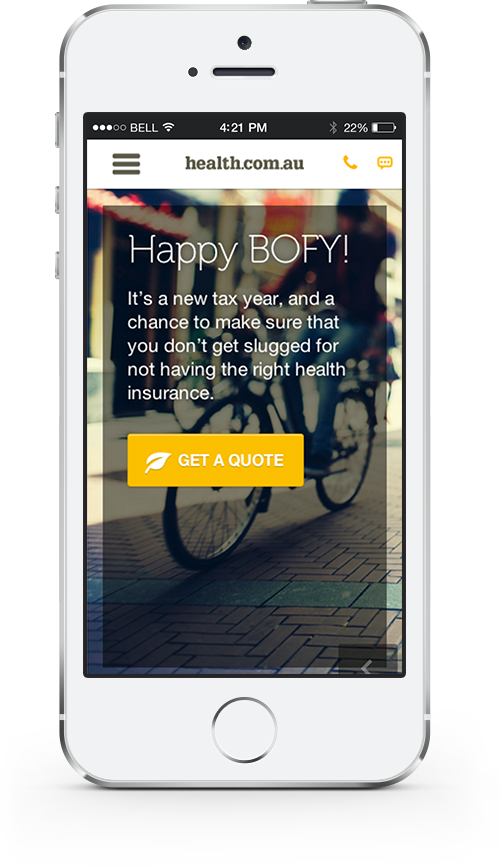 BELL 4:21 PM 22%
health.com.au
Happy BOFY!
It's a new tax year, and a
chance to make sure that
you don't get slugged for
not having the right health
insurance.
GET A QUOTE